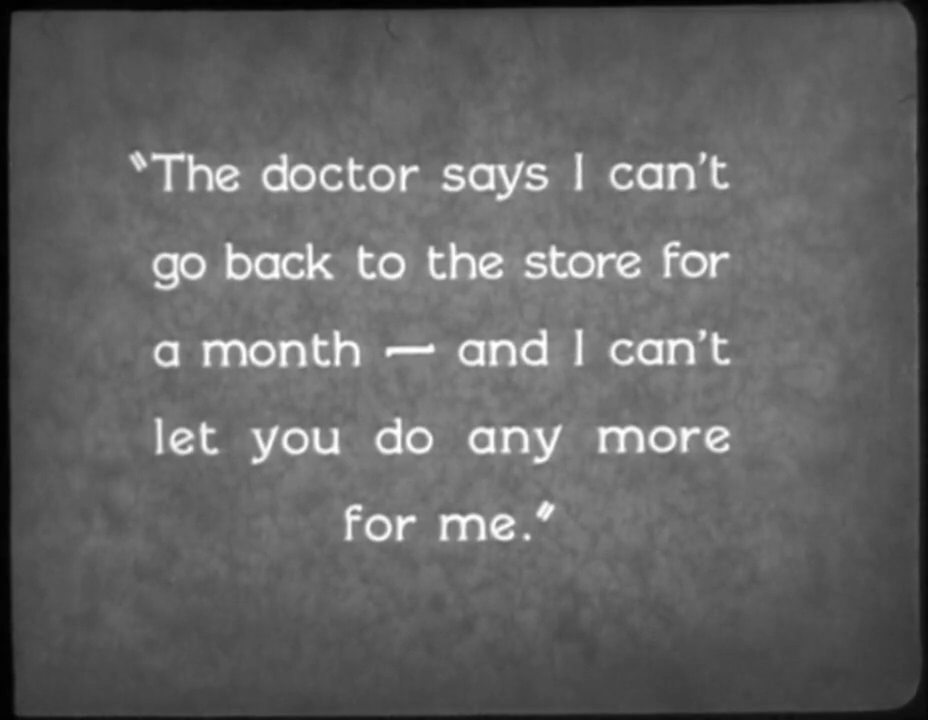 "The doctor says I can't
go back to the store for
a month — and I can't
let you do any more
for me."